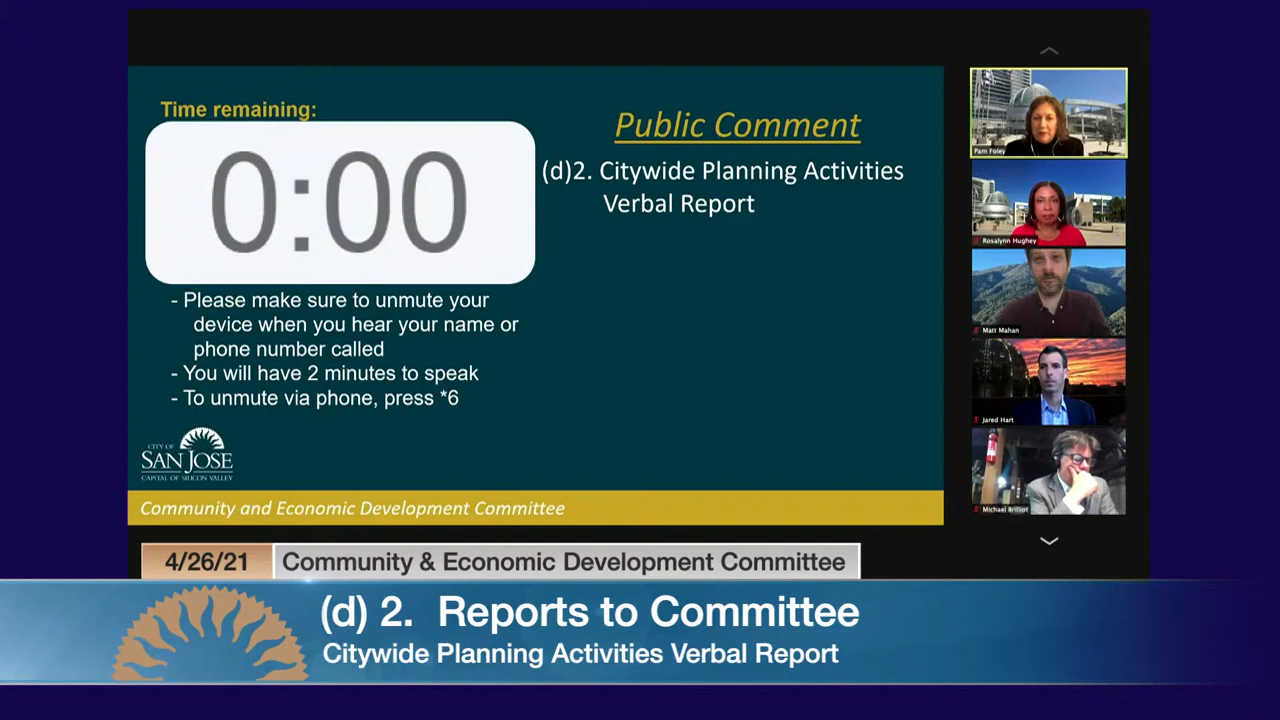 Time remaining:
0:00
- Please make sure to unmute your
device when you hear your name or
phone number called
- You will have 2 minutes to speak
- To unmute via phone, press *6
Public Comment
(d)2. Citywide Planning Activities
Verbal Report
CITY OF
SAN JOSE
CAPITAL OF SILICON VALLEY
Community and Economic Development Committee
Pam Foley
Rosalynn Hughey
Matt Mahan
Jared Hart
Michael Brilliot
4/26/21 Community & Economic Development Committee
(d) 2. Reports to Committee
Citywide Planning Activities Verbal Report